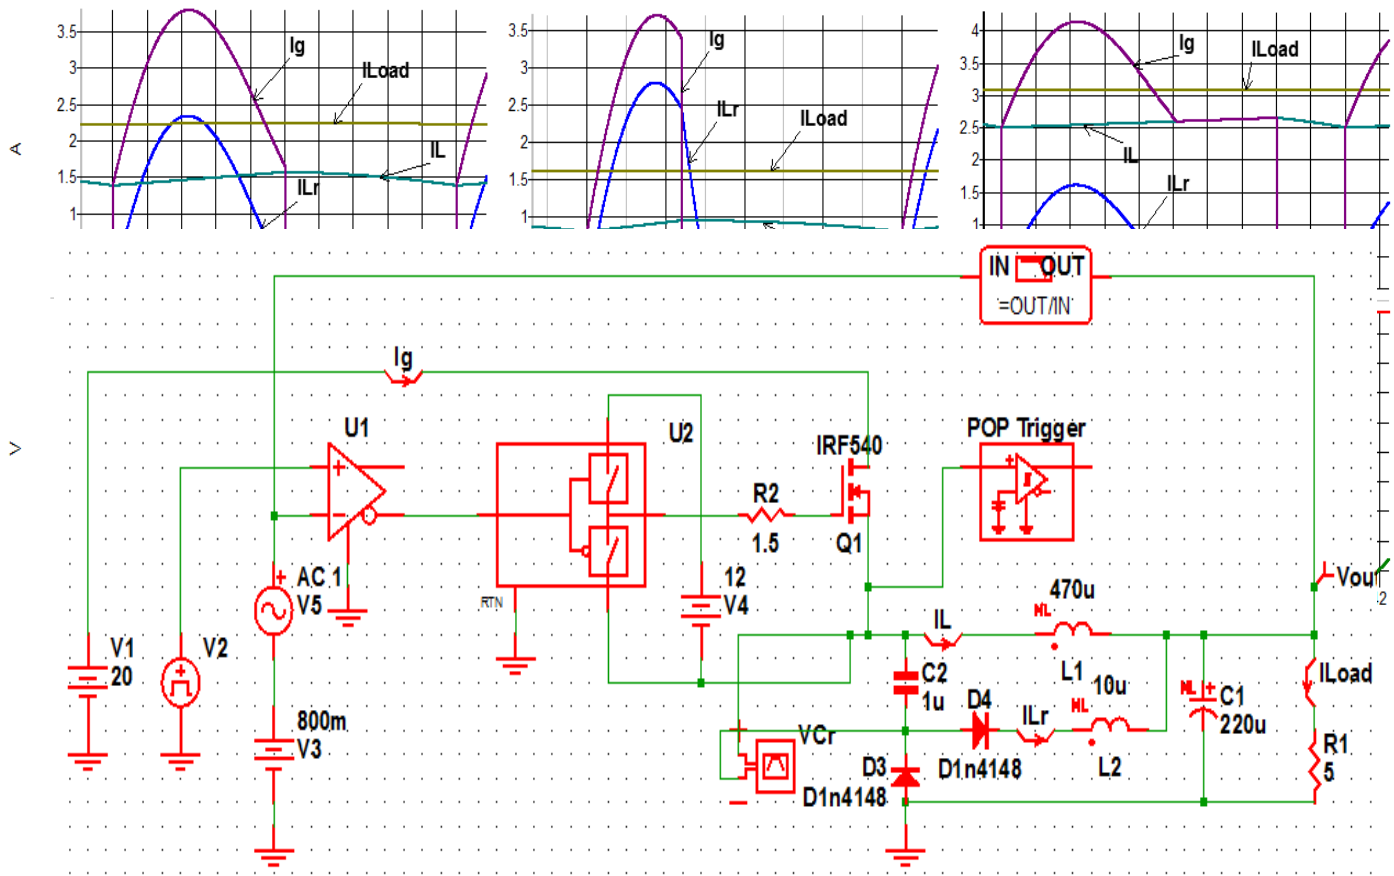 3.5
3
2.5
2
1.5
1
A
Ig
ILoad
IL
ILr
3.5
3
2.5
2
1.5
1
Ig
ILr
ILoad
4
3.5
3
2.5
2
1.5
1
Ig
ILoad
IL
ILr
V
IN OUT
=OUT/IN
Ig
U1
U2
IRF540
POP Trigger
R2
1.5
Q1
AC 1
V5
RTN
12
V4
470u
Vout
-2
V1
20
V2
IL
L1
ILoad
C2
1u
10u
C1
220u
800m
V3
D4
ILr
VCr
D3
D1n4148
L2
R1
5
D1n4148